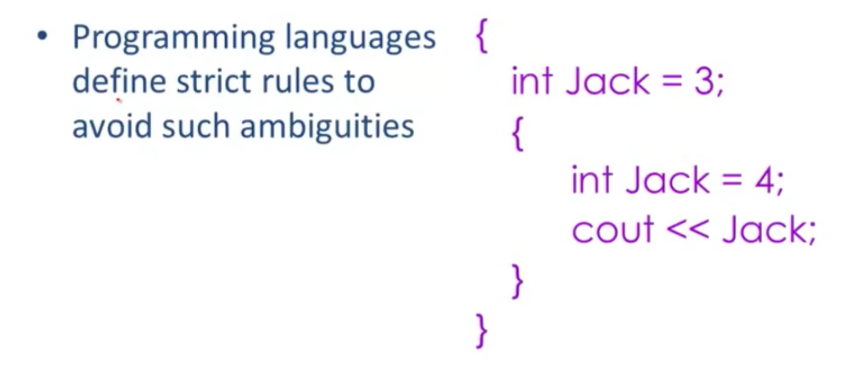 • Programming languages
define strict rules to
avoid such ambiguities
{
int Jack = 3;
{
int Jack = 4;
cout << Jack;
}
}